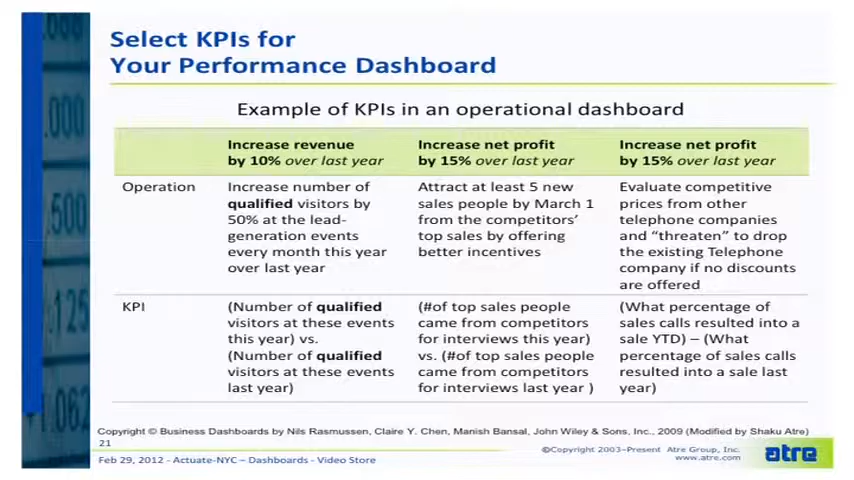 Select KPIs for
Your Performance Dashboard
Example of KPIs in an operational dashboard
Increase revenue
by 10% over last year
Increase net profit
by 15% over last year
Increase net profit
by 15% over last year
Operation
Increase number of
qualified visitors by
50% at the lead-
generation events
every month this year
over last year
Attract at least 5 new
sales people by March 1
from the competitors’
top sales by offering
better incentives
Evaluate competitive
prices from other
telephone companies
and “threaten” to drop
the existing Telephone
company if no discounts
are offered
KPI
(Number of qualified
visitors at these events
this year) vs.
(Number of qualified
visitors at these events
last year)
(#of top sales people
came from competitors
for interviews this year)
vs. (#of top sales people
came from competitors
for interviews last year )
(What percentage of
sales calls resulted into a
sale YTD) – (What
percentage of sales calls
resulted into a sale last
year)
Copyright © Business Dashboards by Nils Rasmussen, Claire Y. Chen, Manish Bansal, John Wiley & Sons, Inc., 2009 (Modified by Shaku Atre)
21
Feb 29, 2012 - Actuate-NYC – Dashboards - Video Store
©Copyright 2003–Present Atre Group, Inc.
www.atre.com
atre
.000
.500
.125
1.062